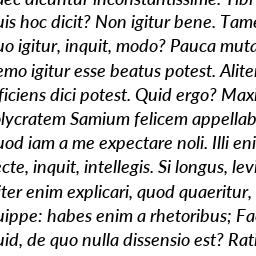 dicuntur inconstantissime. Tibi
uis hoc dicit? Non igitur bene. Tame
uo igitur, inquit, modo? Pauca muta
emo igitur esse beatus potest. Aliter
ficiens dici potest. Quid ergo? Maxi
olycratem Samium felicem appellab
uod iam a me expectare noli. Illi eni
ecte, inquit, intellegis. Si longus, levi
iter enim explicari, quod quaeritur,
uippe: habes enim a rhetoribus; Fac
uid, de quo nulla dissensio est? Rati